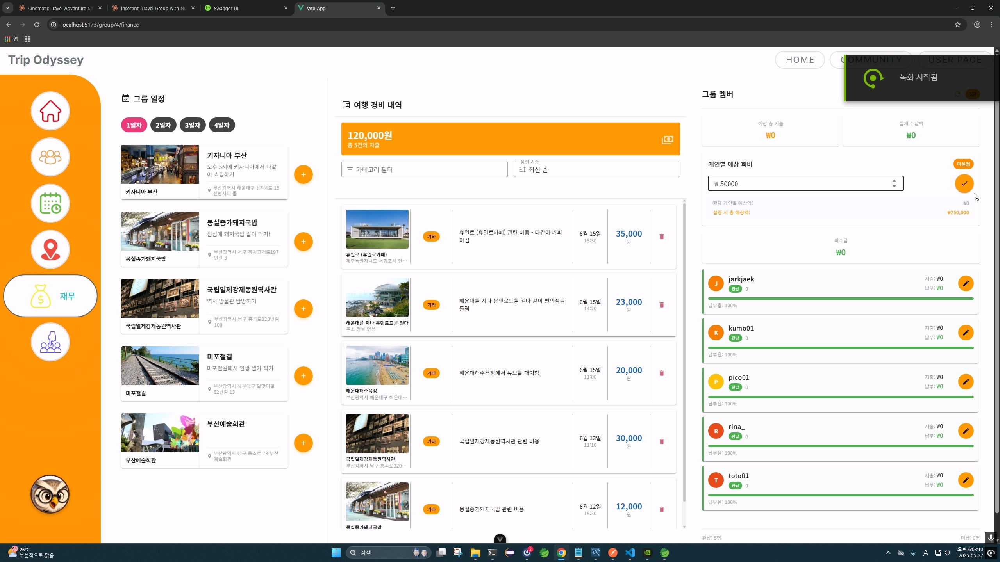 Cinematic Travel Adventure Sh
Inserting Travel Group with Nu
Swagger UI
Vite App
localhost:5173/group/4/finance
앱
Trip Odyssey
HOME
COMMUNITY
USER PAGE
녹화 시작됨
재무
그룹 일정
1일차
2일차
3일차
4일차
키자니아 부산
키자니아 부산
오후 5시에 키자니아에서 다같
이 쇼핑하기
부산광역시 해운대구 센텀4로 15
센텀시티 몰
몽실종가돼지국밥
몽실종가돼지국밥
점심에 돼지국밥 같이 먹기!
부산광역시 서구 까치고개로197
번길 3
국립일제강제동원역사관
국립일제강제동원역사관
역사 방물관 탐방하기
부산광역시 남구 홍곡로320번길
100
미포철길
미포철길
마포철길에서 인생 셀카 찍기
부산광역시 해운대구 달맞이길
62번길 13
부산예술회관
부산예술회관
부산광역시 남구 용소로 78 부산
예술회관
여행 경비 내역
120,000원
총 5건의 지출
카테고리 필터
정렬 기준
최신 순
휴일로 (휴일로카페)
제주특별자치도 서귀포시 안…
기타
휴일로 (휴일로카페) 관련 비용 - 다같이 커피
마심
6월 15일
18:30
35,000
원
해운대를 지나 문탠로드를 걷다
주소 정보 없음
기타
해운대를 지나 문탠로드를 걷다 같이 편의점들
들림
6월 15일
14:20
23,000
원
해운대해수욕장
부산광역시 해운대구 해운대…
기타
해운대해수욕장에서 튜브를 대여함
6월 15일
11:00
20,000
원
국립일제강제동원역사관
부산광역시 남구 홍곡로320…
기타
국립일제강제동원역사관 관련 비용
6월 13일
11:10
30,000
원
몽실종가돼지국밥
기타
몽실종가돼지국밥 관련 비용
6월 12일
18:30
12,000
원
그룹 멤버
5명
예상 총 지출
₩0
실제 수납액
₩0
개인별 예상 회비
미설정
₩ 50000
현재 개인별 예상액:
₩0
설정 시 총 예상액:
₩250,000
미수금
₩0
J
jarkjaek
완납 0
지출: ₩0
납부: ₩0
납부율: 100%
K
kumo01
완납 0
지출: ₩0
납부: ₩0
납부율: 100%
P
pico01
완납 0
지출: ₩0
납부: ₩0
납부율: 100%
R
rina_
완납 0
지출: ₩0
납부: ₩0
납부율: 100%
T
toto01
완납 0
지출: ₩0
납부: ₩0
납부율: 100%
완납: 5명
미납: 0명
9+
26°C
부분적으로 맑음
검색
2
A
오후 6:03:10
2025-05-27